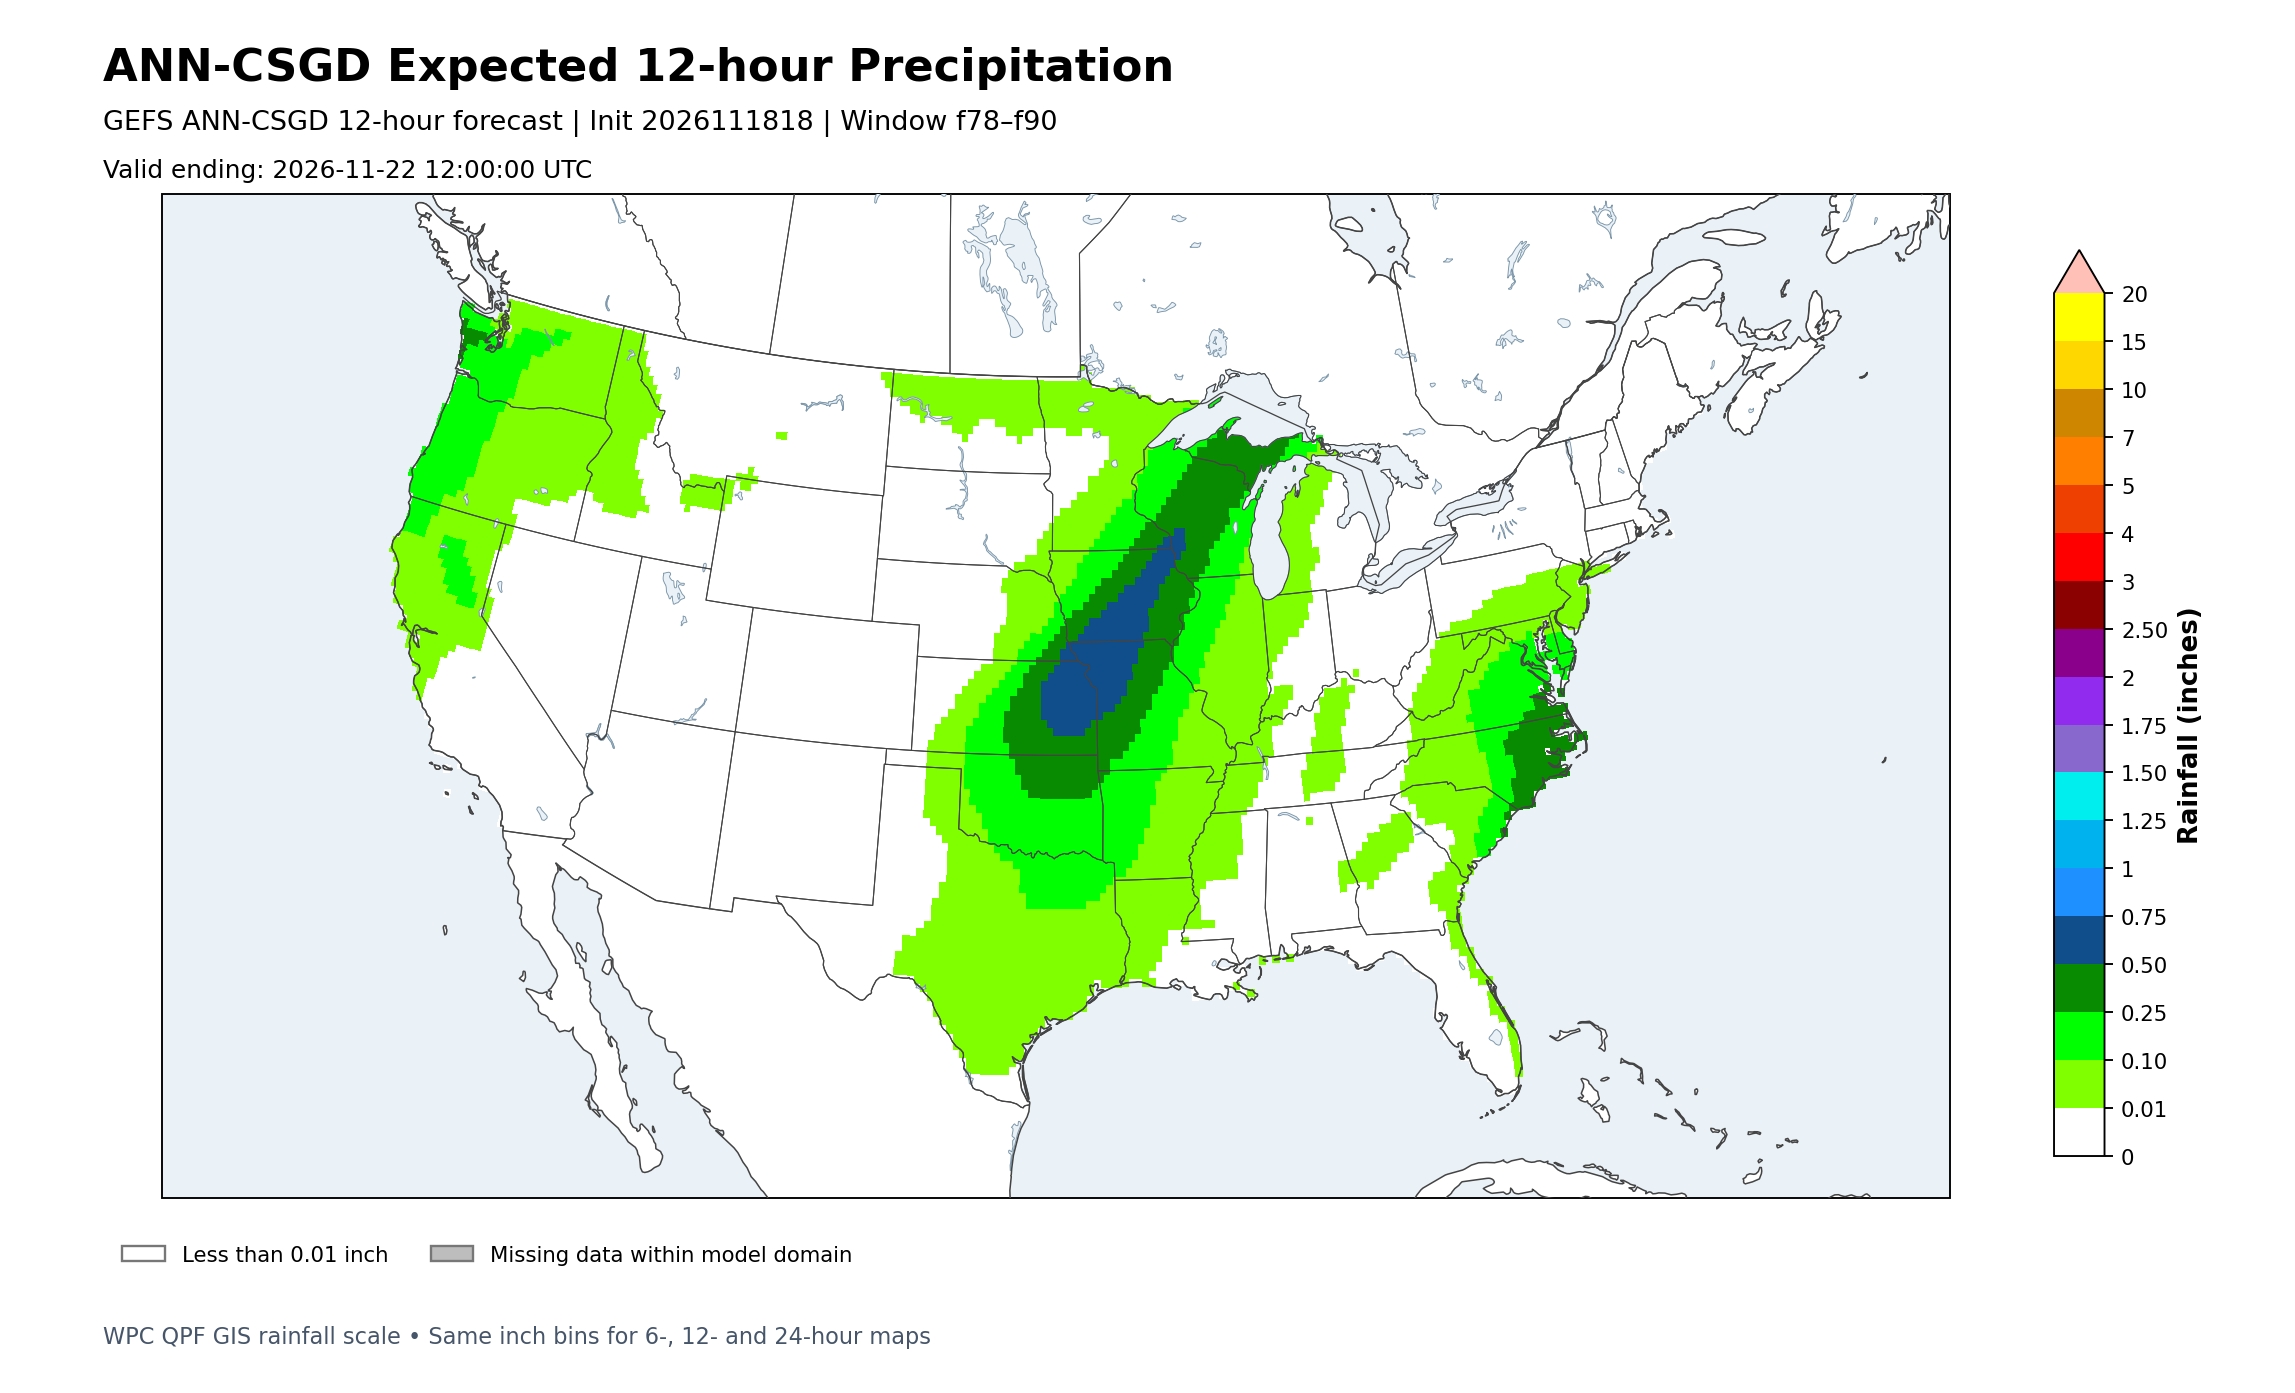 ANN-CSGD Expected 12-hour Precipitation
GEFS ANN-CSGD 12-hour forecast | Init 2026111818 | Window f78–f90
Valid ending: 2026-11-22 12:00:00 UTC
20
15
10
7
5
4
3
2.50
2
1.75
1.50
1.25
1
0.75
0.50
0.25
0.10
0.01
0
Rainfall (inches)
Less than 0.01 inch
Missing data within model domain
WPC QPF GIS rainfall scale • Same inch bins for 6-, 12- and 24-hour maps